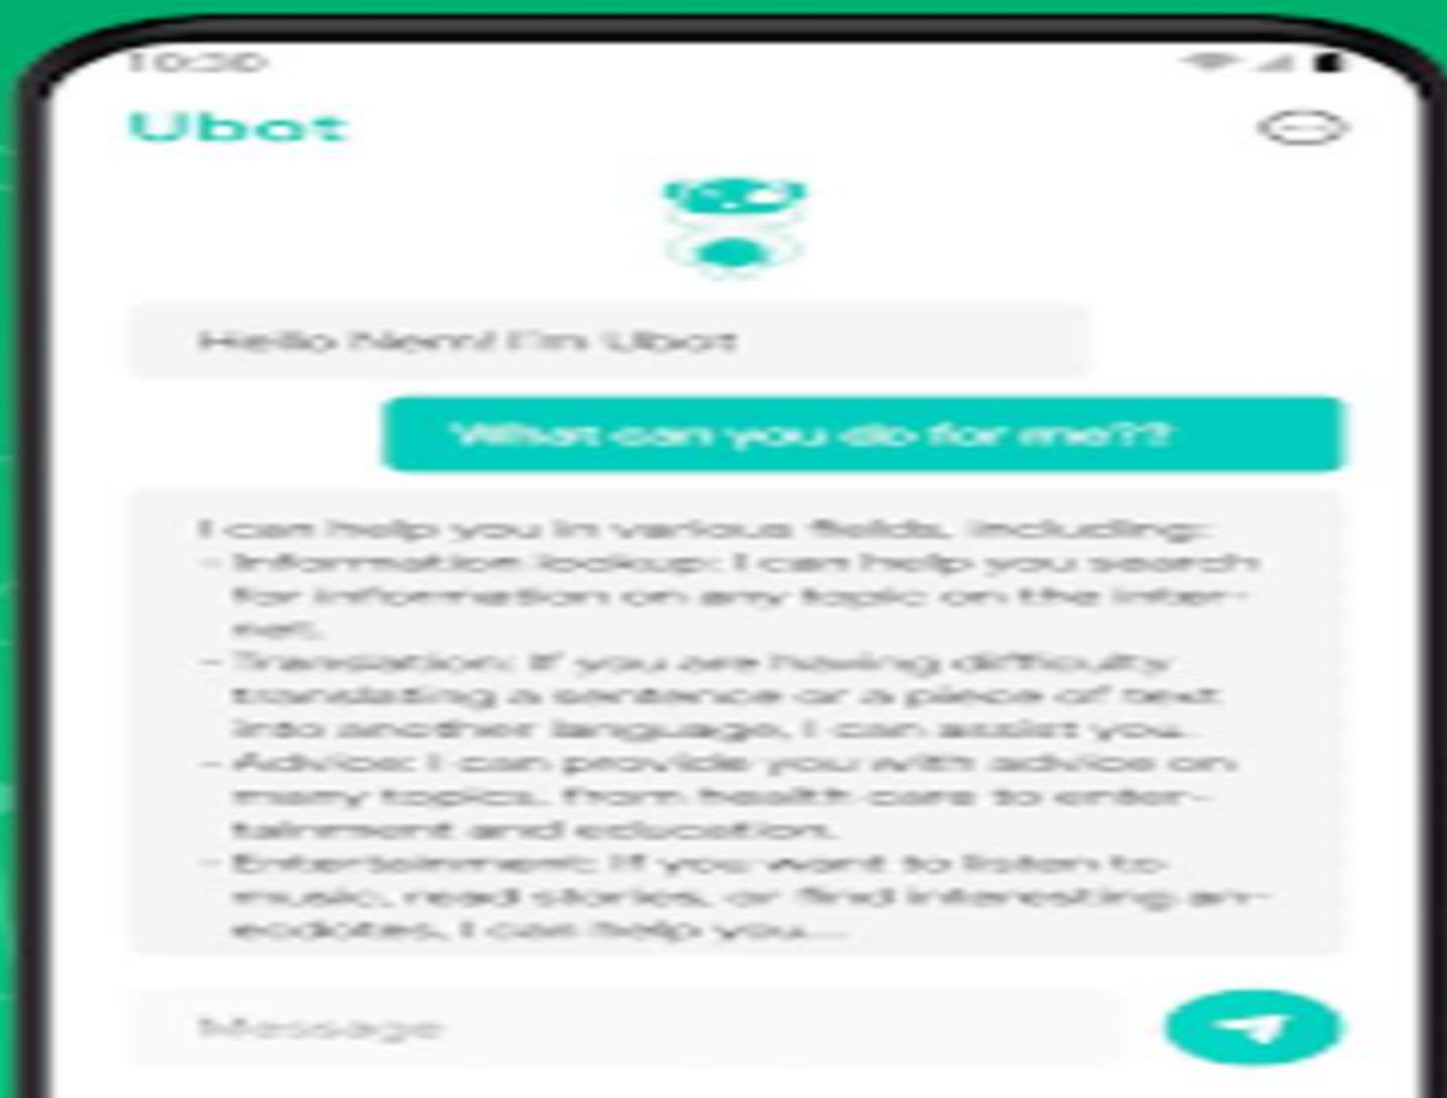 10:30
Ubot
Hello Nem! I'm Ubot
What can you do for me??
I can help you in various fields, including:
- Information lookup: I can help you search
for information on any topic on the inter-
net.
- Translation: If you are having difficulty
translating a sentence or a piece of text
into another language, I can assist you.
- Advice: I can provide you with advice on
many topics, from health care to enter-
tainment and education.
- Entertainment: If you want to listen to
music, read stories, or find interesting an-
ecdotes, I can help you...
Message